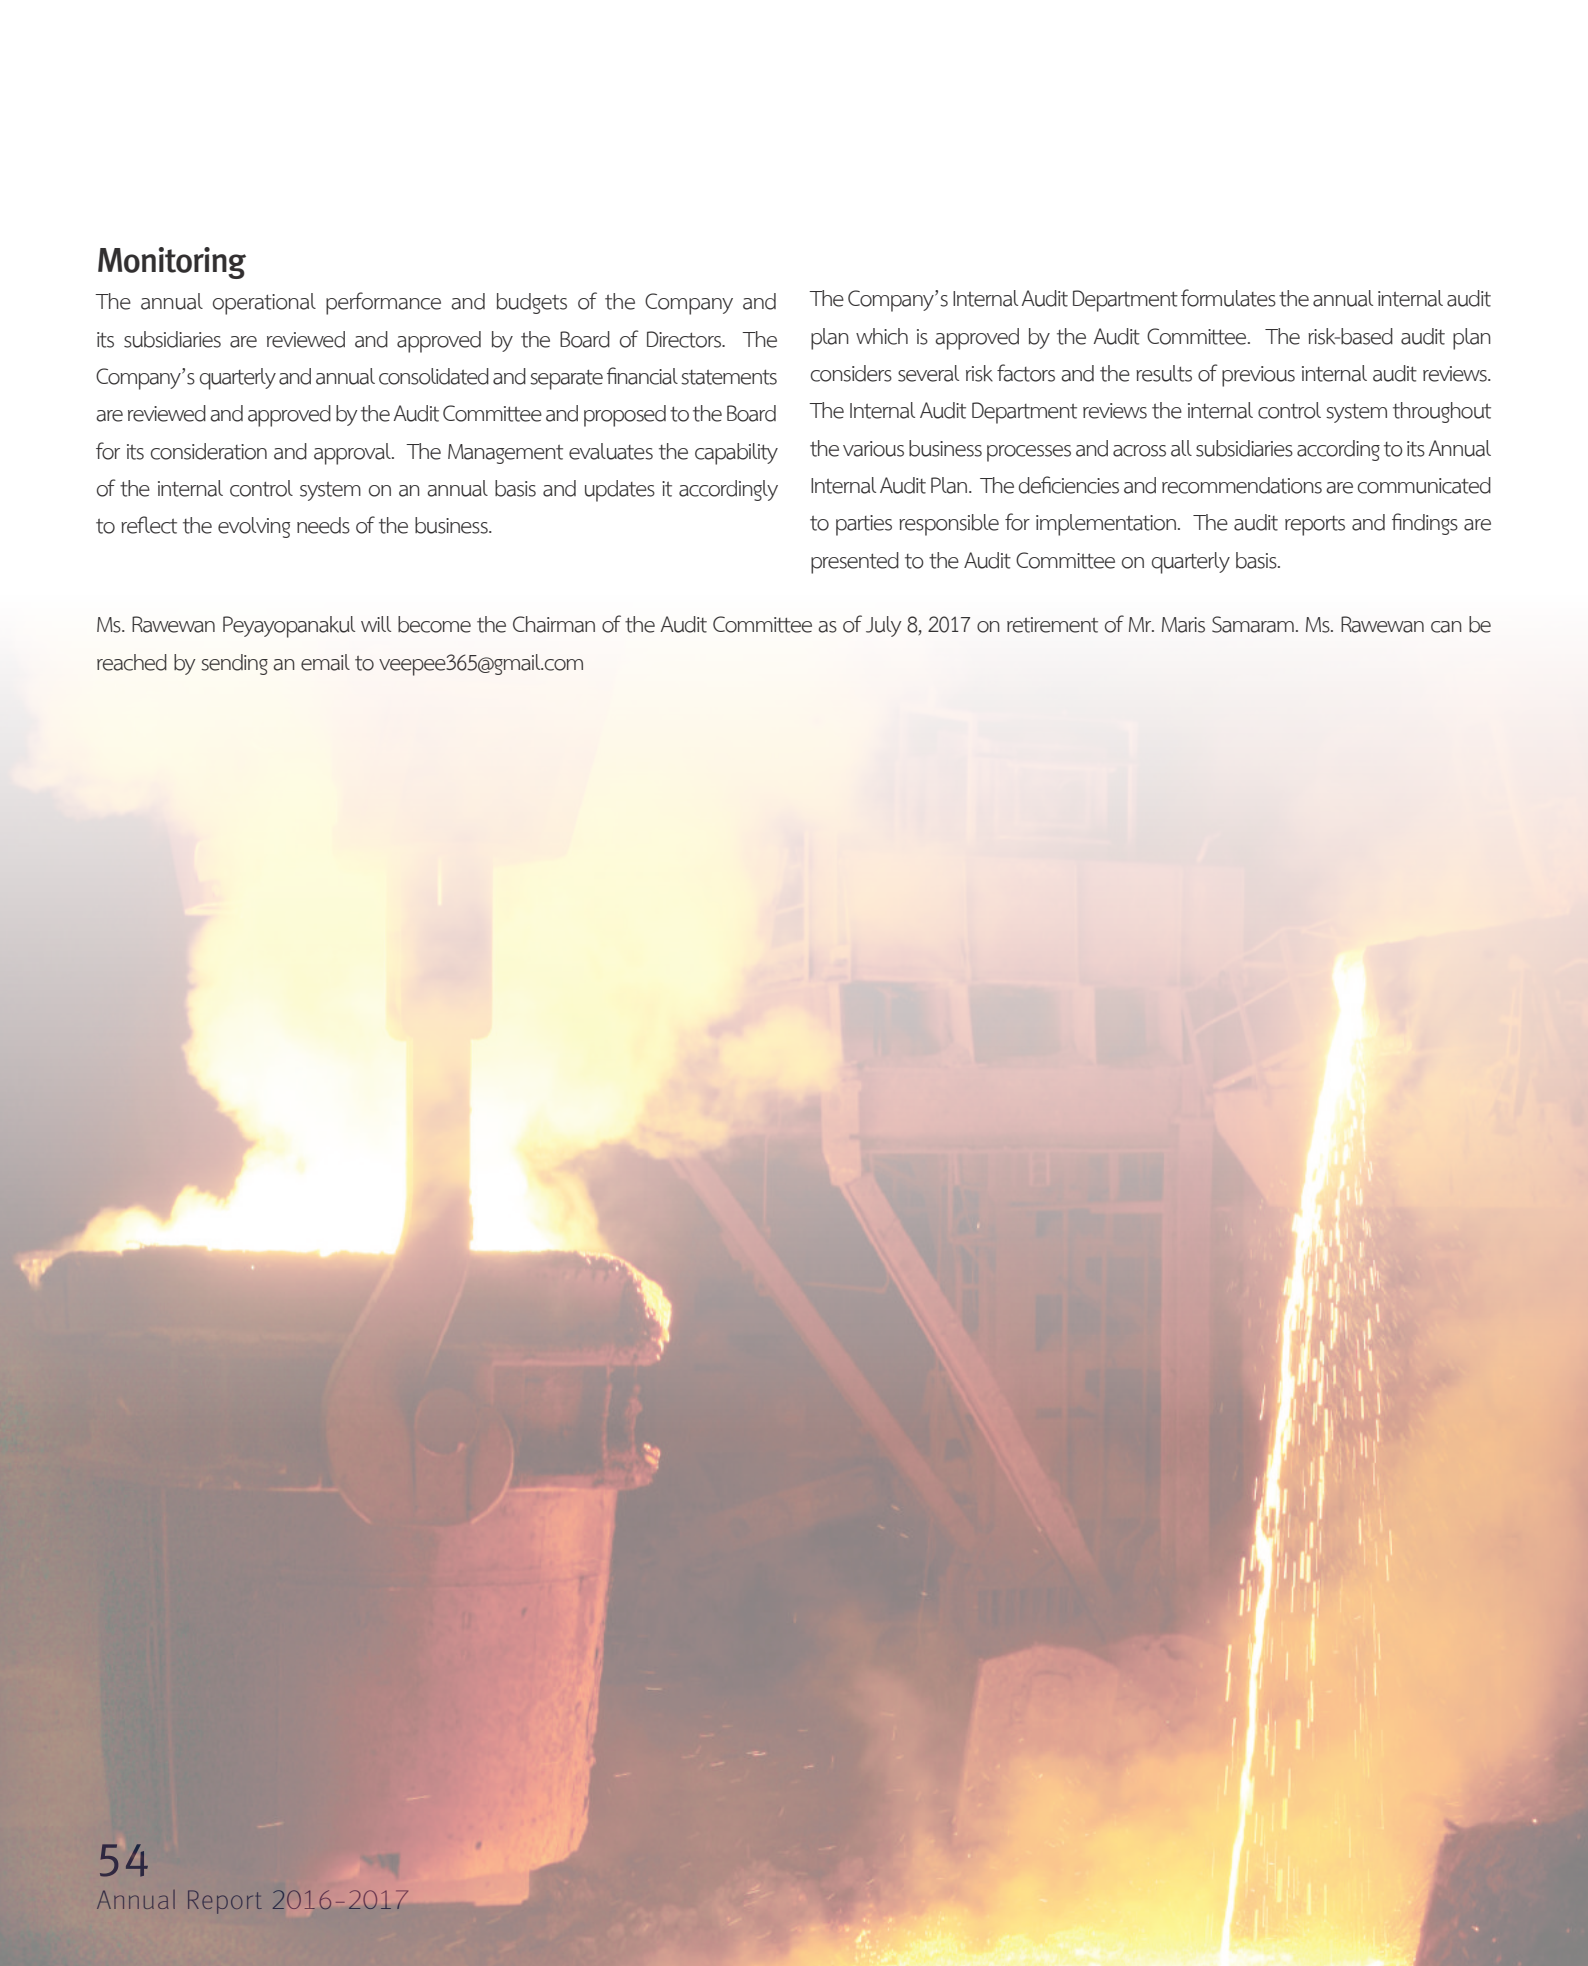 Monitoring
The annual operational performance and budgets of the Company and
its subsidiaries are reviewed and approved by the Board of Directors. The
Company's quarterly and annual consolidated and separate financial statements
are reviewed and approved by the Audit Committee and proposed to the Board
for its consideration and approval. The Management evaluates the capability
of the internal control system on an annual basis and updates it accordingly
to reflect the evolving needs of the business.
The Company's Internal Audit Department formulates the annual internal audit
plan which is approved by the Audit Committee. The risk-based audit plan
considers several risk factors and the results of previous internal audit reviews.
The Internal Audit Department reviews the internal control system throughout
the various business processes and across all subsidiaries according to its Annual
Internal Audit Plan. The deficiencies and recommendations are communicated
to parties responsible for implementation. The audit reports and findings are
presented to the Audit Committee on quarterly basis.
Ms. Rawewan Peyayopanakul will become the Chairman of the Audit Committee as of July 8, 2017 on retirement of Mr. Maris Samaram. Ms. Rawewan can be
reached by sending an email to veepee365@gmail.com
54
Annual Report 2016-2017